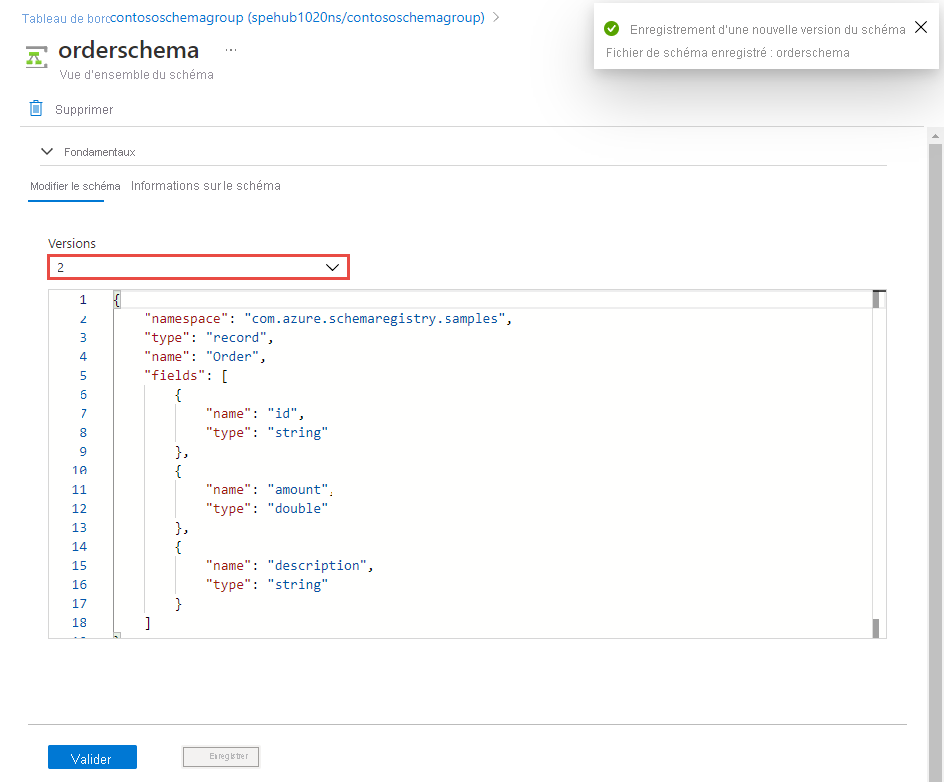 Tableau de bord contososchemagroup (spehub1020ns/contososchemagroup) >
orderschema ...
Vue d'ensemble du schéma
Enregistrement d'une nouvelle version du schéma
Fichier de schéma enregistré : orderschema
Supprimer
Fondamentaux
Modifier le schéma Informations sur le schéma
Versions
2
1 {
2 "namespace": "com.azure.schemaregistry.samples",
3 "type": "record",
4 "name": "Order",
5 "fields": [
6 {
7 "name": "id",
8 "type": "string"
9 },
10 {
11 "name": "amount",
12 "type": "double"
13 },
14 {
15 "name": "description",
16 "type": "string"
17 }
18 ]
Valider Enregistrer